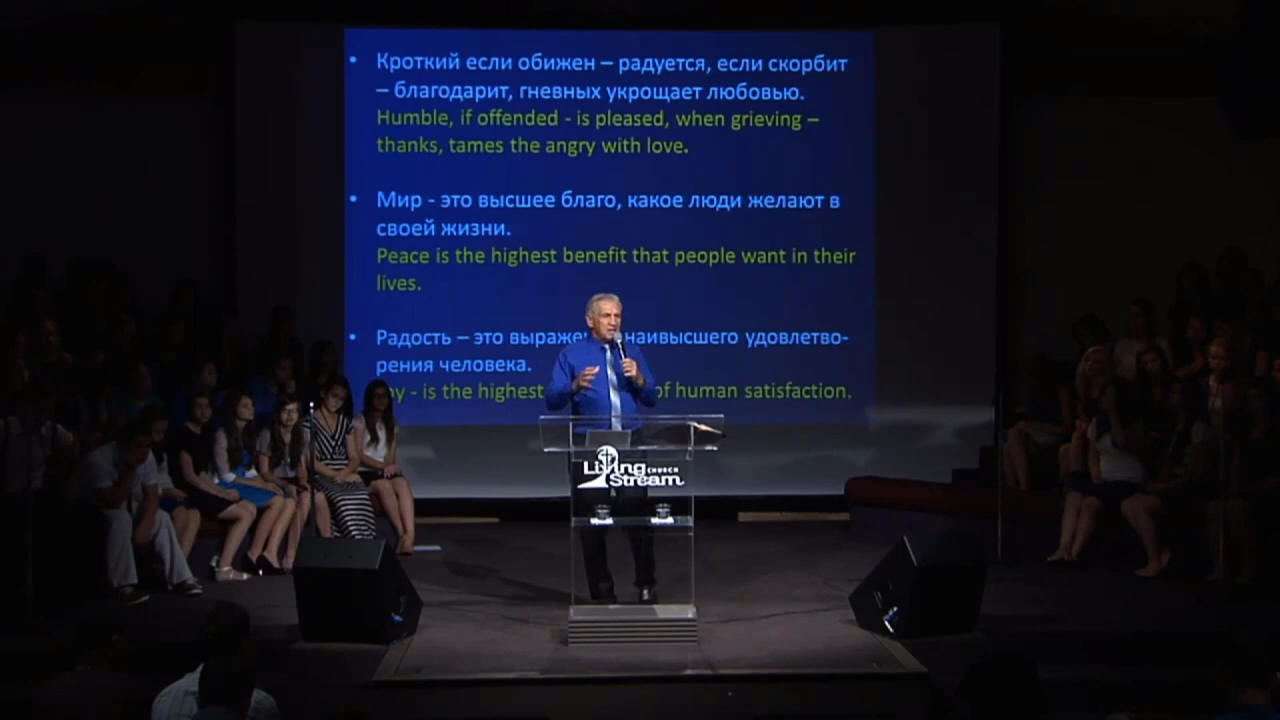 • Кроткий если обижен – радуется, если скорбит
– благодарит, гневных укрощает любовью.
Humble, if offended - is pleased, when grieving –
thanks, tames the angry with love.
• Мир - это высшее благо, какое люди желают в
своей жизни.
Peace is the highest benefit that people want in their
lives.
• Радость – это наивысшего удовлетво-
рения человека.
- is the highest of human satisfaction.
Living CHURCH
Stream